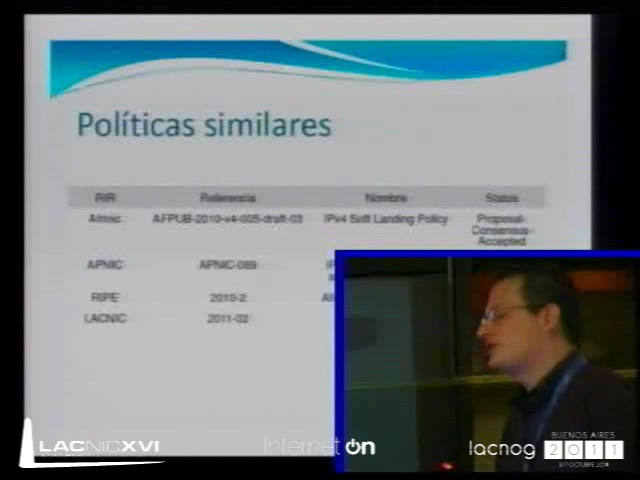 Políticas similares
RIR Referencia Nombre Status
Afrinic AFPUB-2010-v4-005-draft-03 IPv4 Soft Landing Policy Proposal-
Consensus-
Accepted
APNIC APNIC-089
RIPE 2010-2
LACNIC 2011-02
LACNICXVI internet ON lacnog BUENOS AIRES
2011